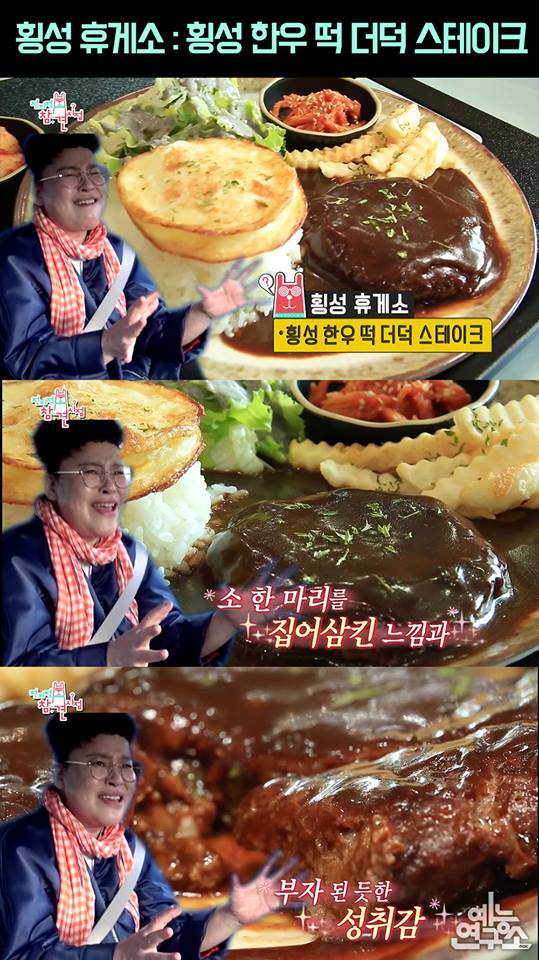 횡성 휴게소 : 횡성 한우 떡 더덕 스테이크
전지적
참견시점
?
횡성 휴게소
•횡성 한우 떡 더덕 스테이크
전지적
참견시점
소 한 마리를
집어삼킨 느낌과
전지적
참견시점
부자 된 듯한
성취감
예능
연구소
MBC